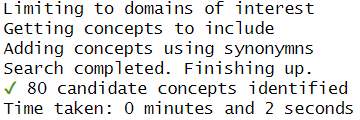 Limiting to domains of interest
Getting concepts to include
Adding concepts using synonymns
Search completed. Finishing up.
✓ 80 candidate concepts identified
Time taken: 0 minutes and 2 seconds